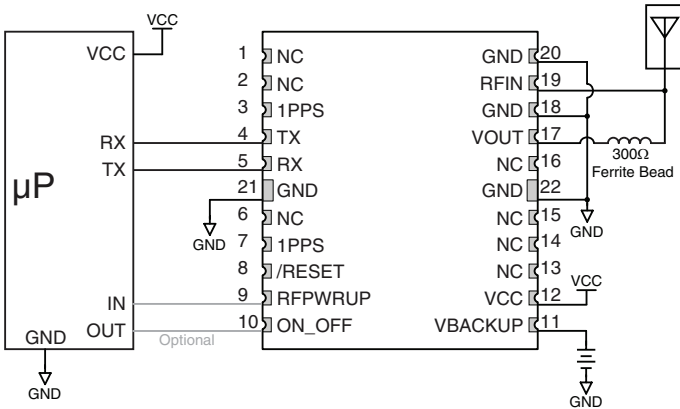 VCC
VCC
RX
TX
µP
IN
OUT
GND
GND
Optional
1 NC
2 NC
3 1PPS
4 TX
5 RX
21 GND
GND
6 NC
7 1PPS
8 /RESET
9 RFPWRUP
10 ON_OFF
GND 20
RFIN 19
GND 18
VOUT 17
NC 16
GND 22
NC 15
NC 14
NC 13
VCC 12
VBACKUP 11
300Ω
Ferrite Bead
GND
VCC
GND